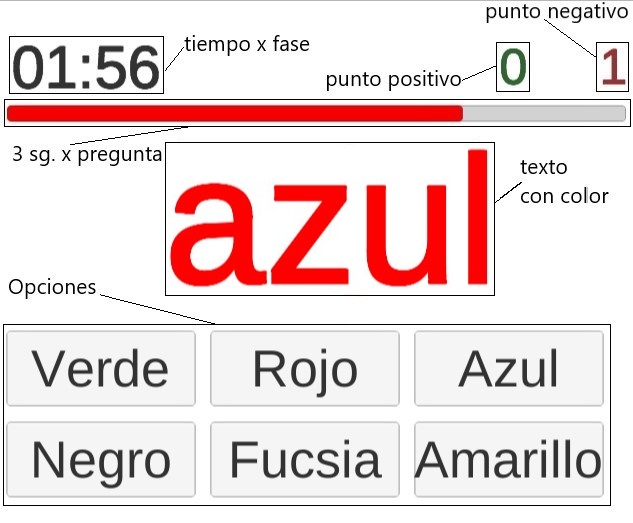 punto negativo
01:56
tiempo x fase
punto positivo
0
1
3 sg. x pregunta
azul
texto
con color
Opciones
Verde
Rojo
Azul
Negro
Fucsia
Amarillo